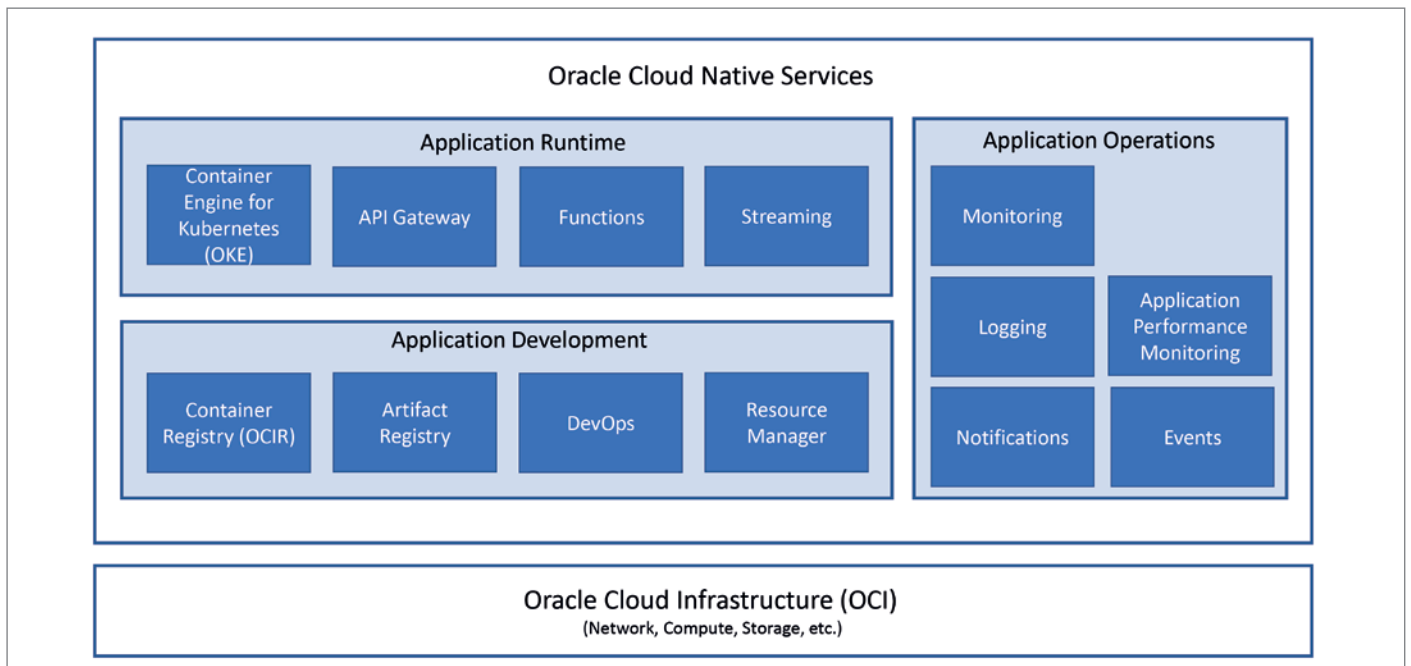 Oracle Cloud Native Services
Application Runtime
Container
Engine for
Kubernetes
(OKE)
API Gateway
Functions
Streaming
Application Development
Container
Registry (OCIR)
Artifact
Registry
DevOps
Resource
Manager
Application Operations
Monitoring
Logging
Application
Performance
Monitoring
Notifications
Events
Oracle Cloud Infrastructure (OCI)
(Network, Compute, Storage, etc.)